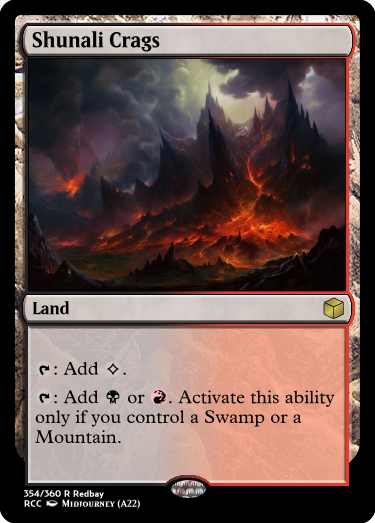 Shunali Crags
Land
: Add .
: Add or . Activate this ability
only if you control a Swamp or a
Mountain.
354/360 R Redbay
RCC Midjourney (A22)